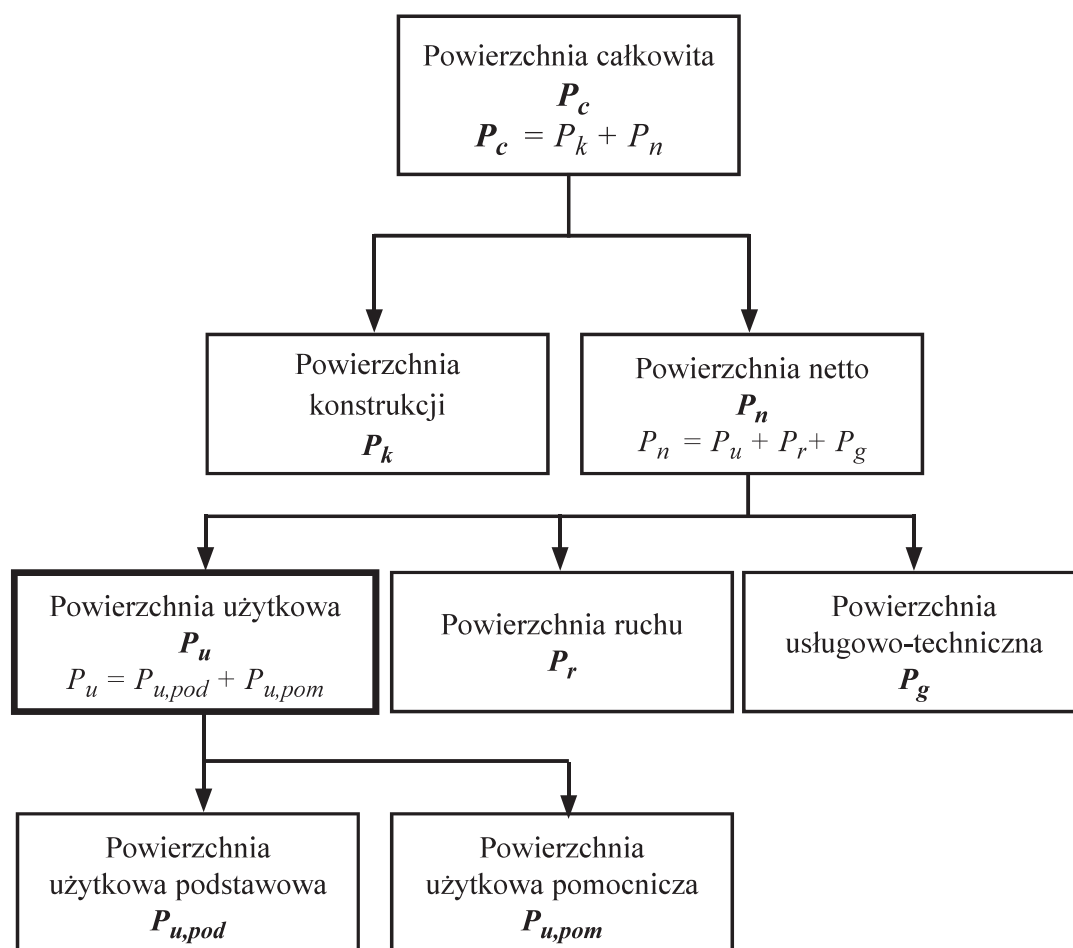 Powierzchnia całkowita
P_c
P_c = P_k + P_n
Powierzchnia
konstrukcji
P_k
Powierzchnia netto
P_n
P_n = P_u + P_r + P_g
Powierzchnia użytkowa
P_u
P_u = P_u,pod + P_u,pom
Powierzchnia ruchu
P_r
Powierzchnia
usługowo-techniczna
P_g
Powierzchnia
użytkowa podstawowa
P_u,pod
Powierzchnia
użytkowa pomocnicza
P_u,pom